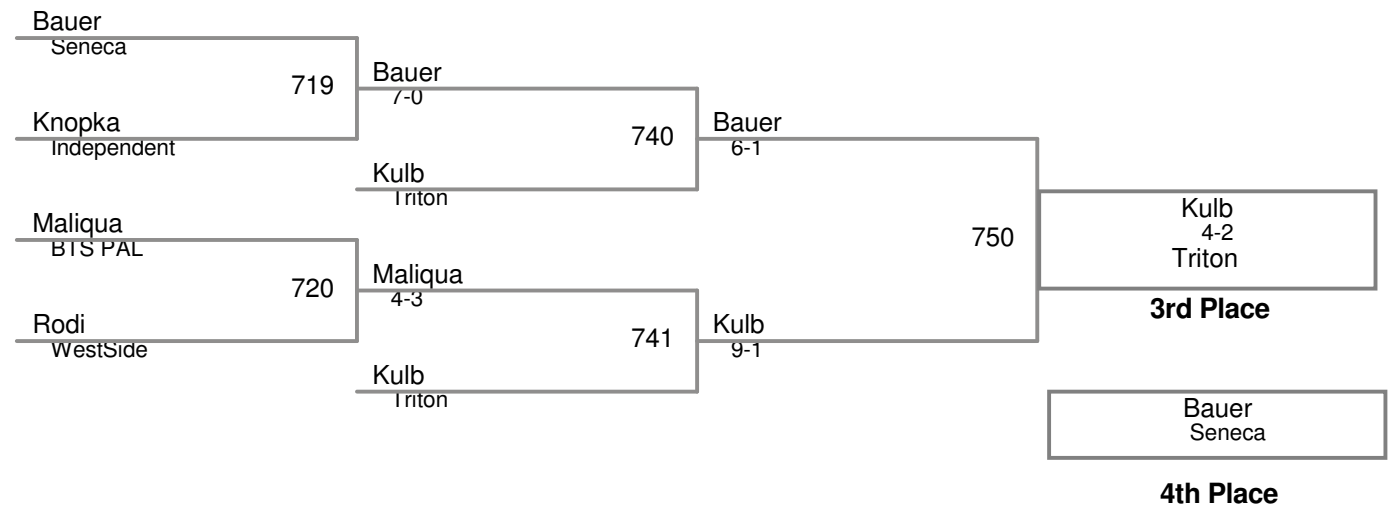 Bauer
Seneca
719
Bauer
7-0
Knopka
Independent
740
Bauer
6-1
Kulb
Triton
Maliqua
BTS PAL
750
Kulb
4-2
Triton
3rd Place
720
Maliqua
4-3
Rodi
WestSide
741
Kulb
9-1
Kulb
Triton
Bauer
Seneca
4th Place